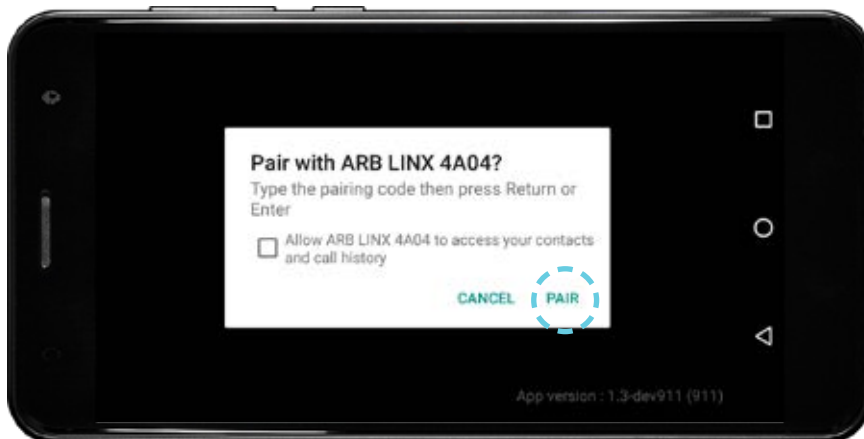 Pair with ARB LINX 4A04?
Type the pairing code then press Return or
Enter
Allow ARB LINX 4A04 to access your contacts
and call history
CANCEL PAIR
App version : 1.3-dev911 (911)